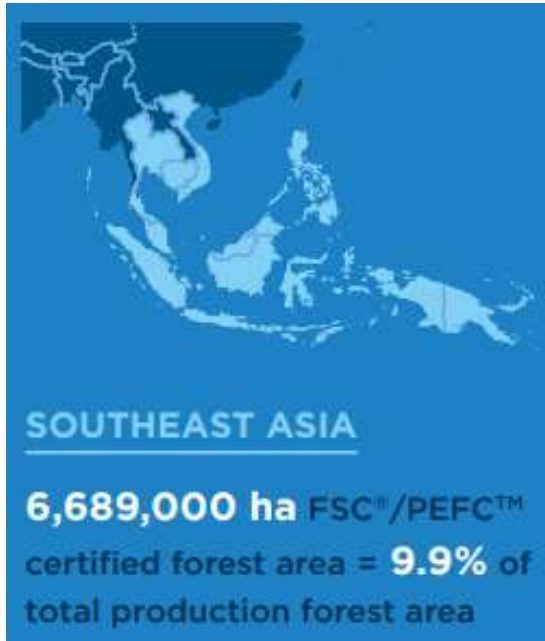 SOUTHEAST ASIA
6,689,000 ha FSC®/PEFC™
certified forest area = 9.9% of
total production forest area